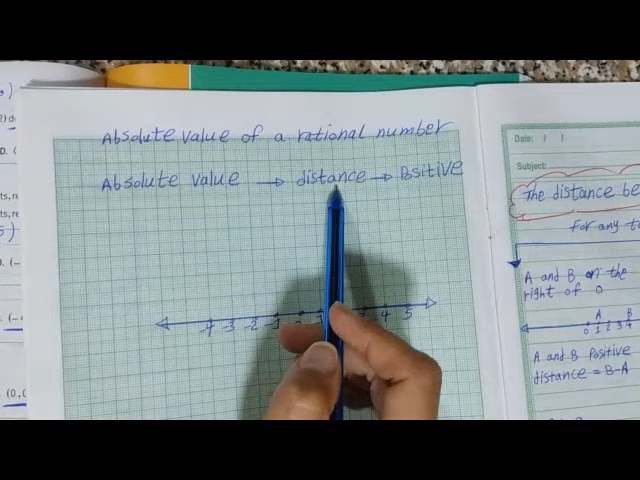 Absolute value of a rational number
Absolute value → distance → Positive
-4 -3 -2 -1 4 5
Date: / /
Subject:
The distance be
For any
A and B on the
right of 0
A B
0 1 2 3 4
A and B Positive
distance = B-A